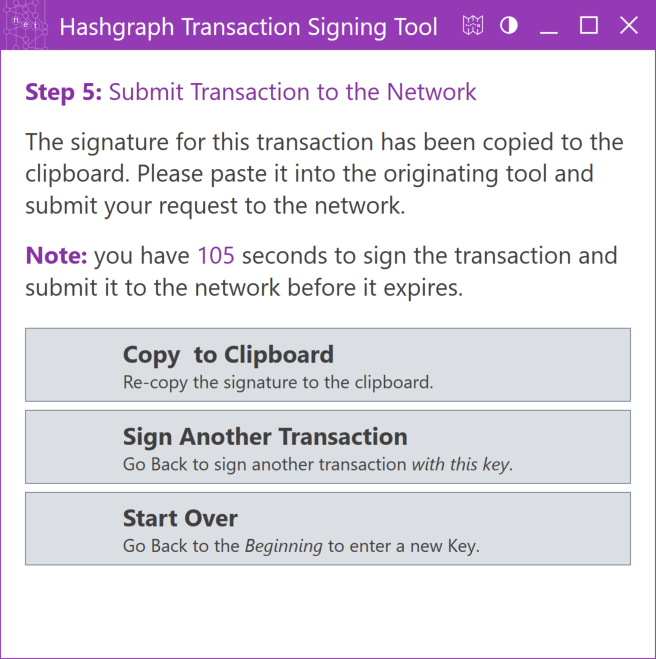 net
Hashgraph Transaction Signing Tool
Step 5: Submit Transaction to the Network
The signature for this transaction has been copied to the
clipboard. Please paste it into the originating tool and
submit your request to the network.
Note: you have 105 seconds to sign the transaction and
submit it to the network before it expires.
Copy  to Clipboard
Re-copy the signature to the clipboard.
Sign Another Transaction
Go Back to sign another transaction with this key.
Start Over
Go Back to the Beginning to enter a new Key.